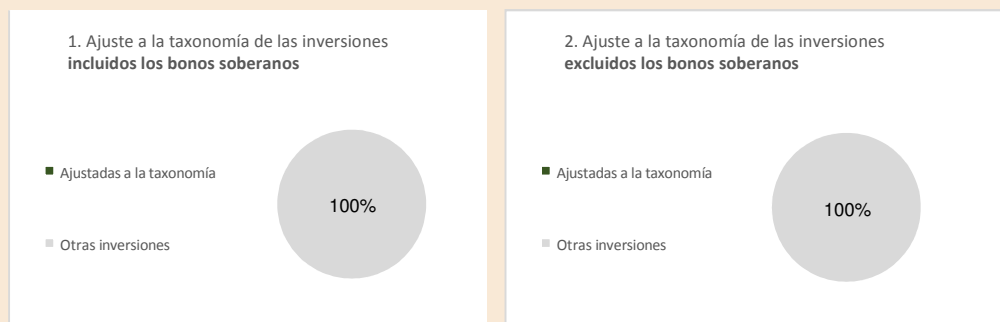 1. Ajuste a la taxonomía de las inversiones
incluidos los bonos soberanos
Ajustadas a la taxonomía
100%
Otras inversiones
2. Ajuste a la taxonomía de las inversiones
excluidos los bonos soberanos
Ajustadas a la taxonomía
100%
Otras inversiones